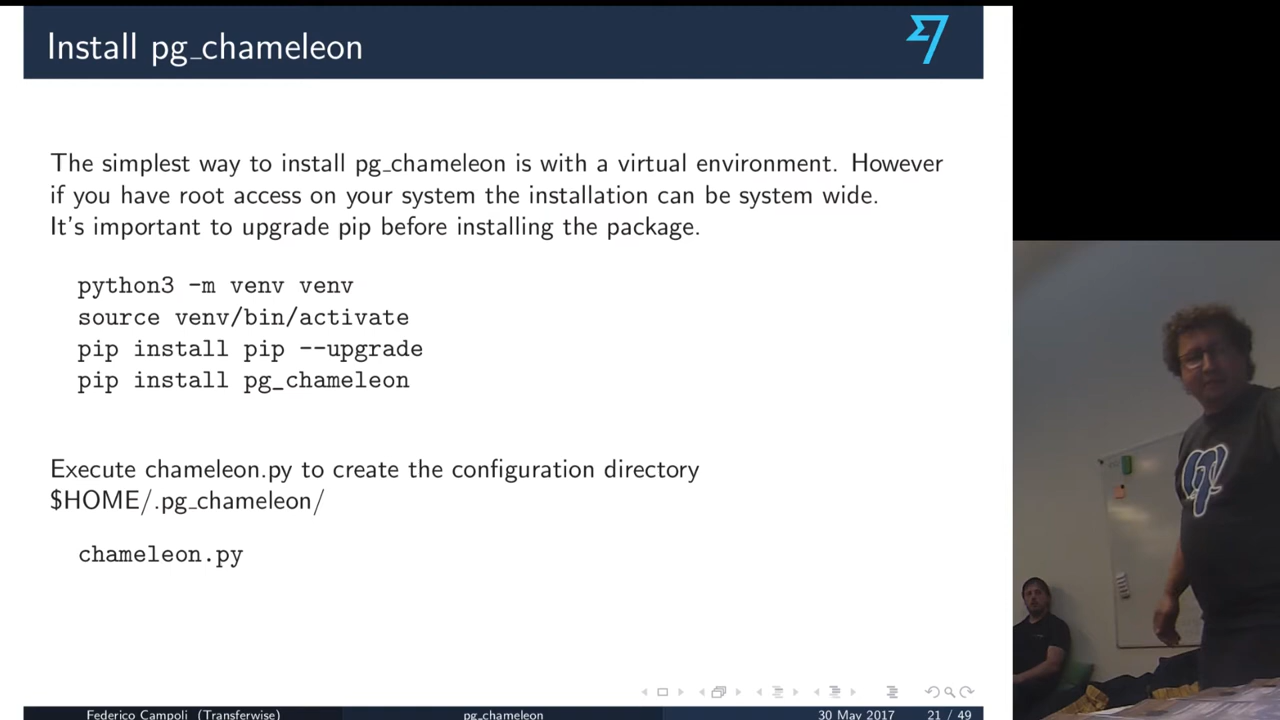 Install pg_chameleon
The simplest way to install pg_chameleon is with a virtual environment. However
if you have root access on your system the installation can be system wide.
It's important to upgrade pip before installing the package.
python3 -m venv venv
source venv/bin/activate
pip install pip --upgrade
pip install pg_chameleon
Execute chameleon.py to create the configuration directory
$HOME/.pg_chameleon/
chameleon.py
Federico Campoli (Transferwise) pg_chameleon 30 May 2017 21 / 49